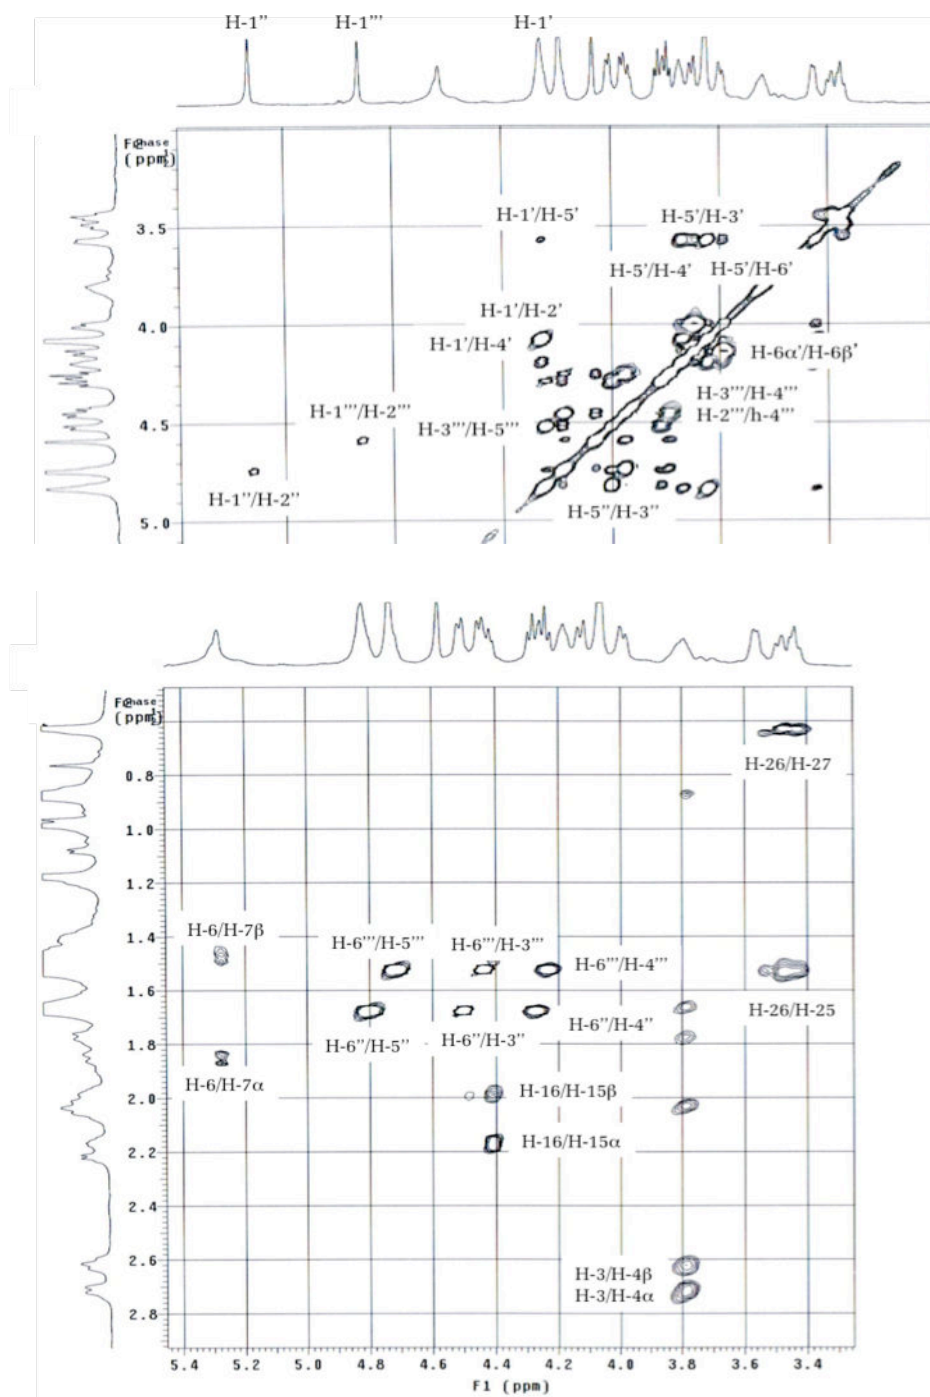 H-1'' H-1''' H-1'
(ppm)
H-1'/H-5' H-5'/H-3'
3.5
H-5'/H-4' H-5'/H-6'
H-1'/H-2'
4.0
H-1'/H-4' H-6α'/H-6β'
H-3'''/H-4'''
H-1'''/H-2''' H-2'''/h-4'''
4.5
H-3'''/H-5'''
H-1''/H-2'' H-5''/H-3''
5.0
(ppm)
H-26/H-27
0.8
1.0
1.2
1.4
H-6/H-7β H-6'''/H-5''' H-6'''/H-3'''
H-6'''/H-4'''
1.6
H-26/H-25
H-6''/H-4''
H-6''/H-5'' H-6''/H-3''
1.8
H-6/H-7α H-16/H-15β
2.0
H-16/H-15α
2.2
2.4
2.6
H-3/H-4β
H-3/H-4α
2.8
5.4 5.2 5.0 4.8 4.6 4.4 4.2 4.0 3.8 3.6 3.4
F1 (ppm)